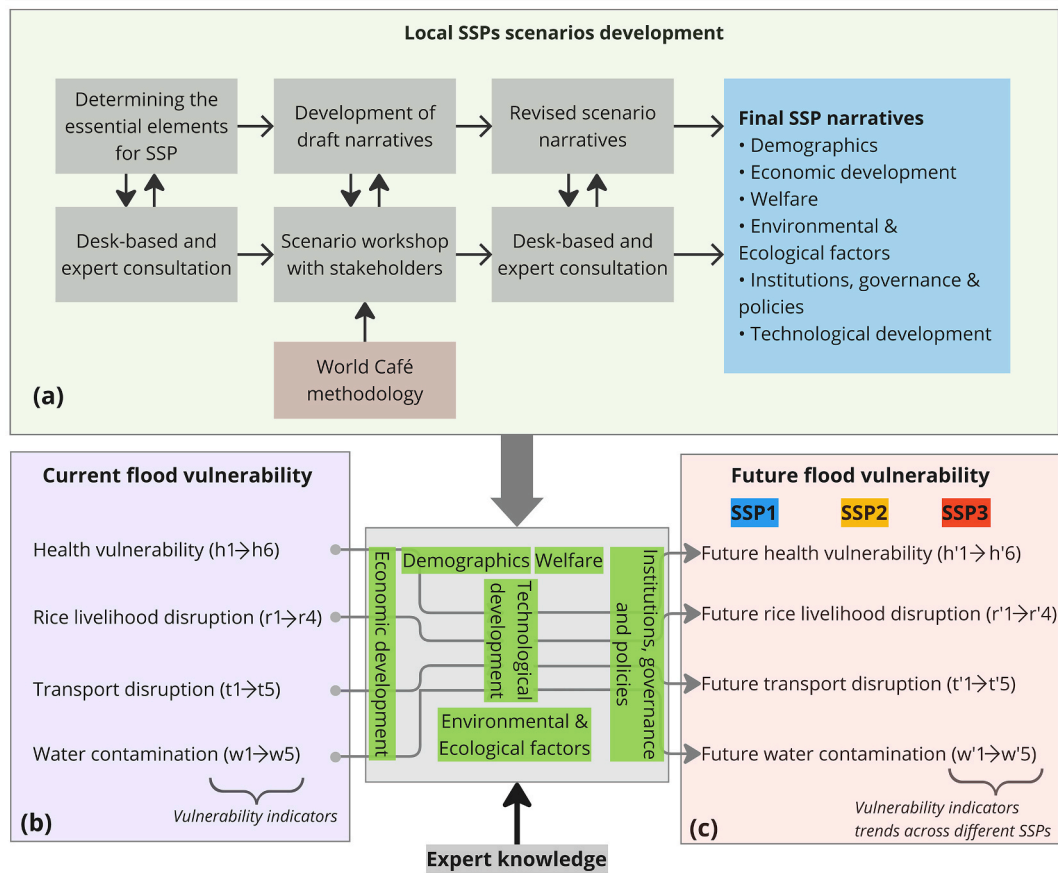 Local SSPs scenarios development
Determining the
essential elements
for SSP
Development of
draft narratives
Revised scenario
narratives
Final SSP narratives
• Demographics
• Economic development
• Welfare
• Environmental &
Ecological factors
• Institutions, governance &
policies
• Technological development
Desk-based and
expert consultation
Scenario workshop
with stakeholders
Desk-based and
expert consultation
World Café
methodology
(a)
Current flood vulnerability
Health vulnerability (h1→h6)
Rice livelihood disruption (r1→r4)
Transport disruption (t1→t5)
Water contamination (w1→w5)
Vulnerability indicators
(b)
Economic development
Demographics
Welfare
Technological
development
Institutions, governance
and policies
Environmental &
Ecological factors
Expert knowledge
Future flood vulnerability
SSP1
SSP2
SSP3
Future health vulnerability (h'1→h'6)
Future rice livelihood disruption (r'1→r'4)
Future transport disruption (t'1→t'5)
Future water contamination (w'1→w'5)
Vulnerability indicators
trends across different SSPs
(c)